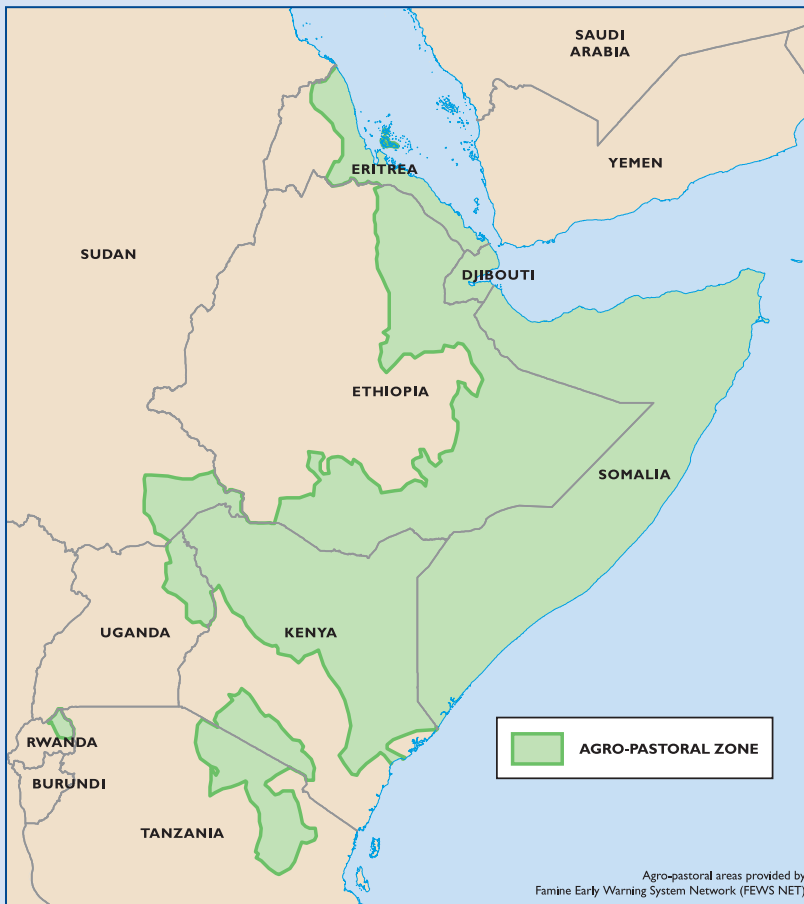 SAUDI
ARABIA
YEMEN
ERITREA
SUDAN
DJIBOUTI
ETHIOPIA
SOMALIA
UGANDA
KENYA
RWANDA
BURUNDI
TANZANIA
AGRO-PASTORAL ZONE
Agro-pastoral areas provided by
Famine Early Warning System Network (FEWS NET)